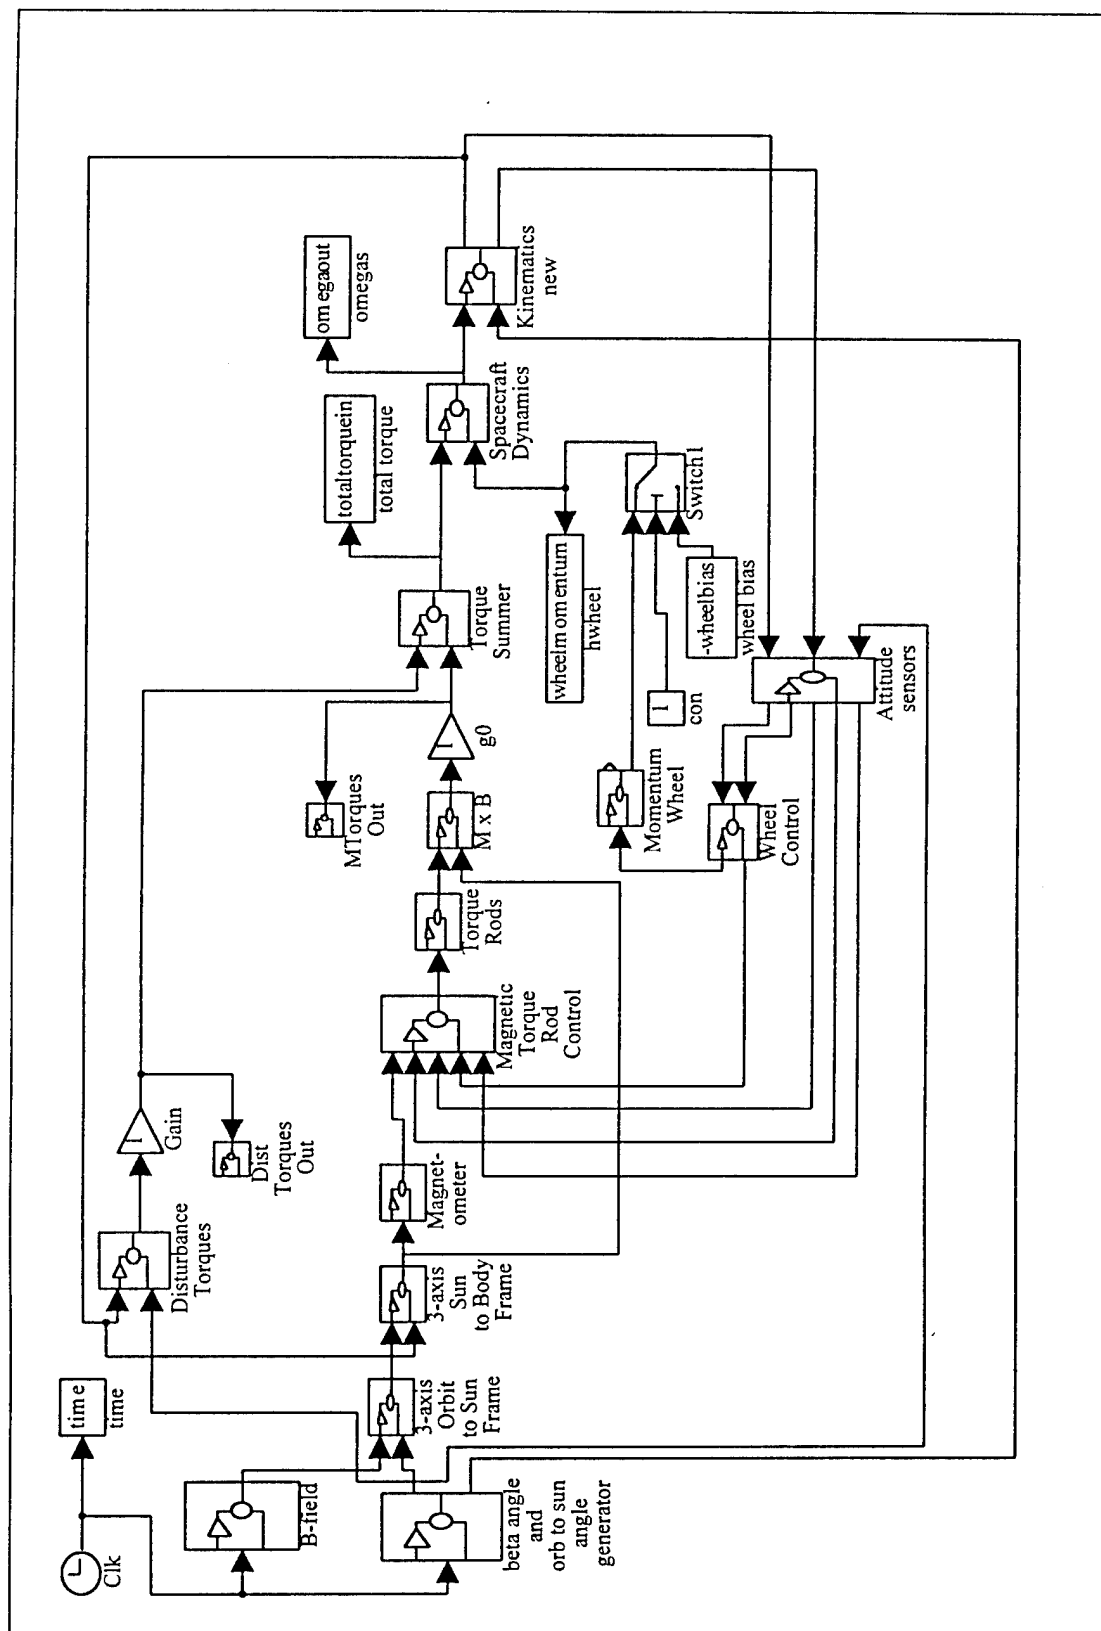 Clk
time
time
B-field
beta angle
and
orb to sun
angle
generator
3-axis
Orbit
to Sun
Frame
Disturbance
Torques
3-axis
Sun
to Body
Frame
1
Gain
Dist
Torques
Out
Magnet-
ometer
Magnetic
Torque
Rod
Control
Torque
Rods
M x B
1
g0
MTorques
Out
Torque
Summer
totaltorquein
total torque
Spacecraft
Dynamics
omegaout
omegas
Kinematics
new
wheelmomentum
hwheel
Switch1
-wheelbias
wheel bias
1
con
Momentum
Wheel
Wheel
Control
Attitude
sensors